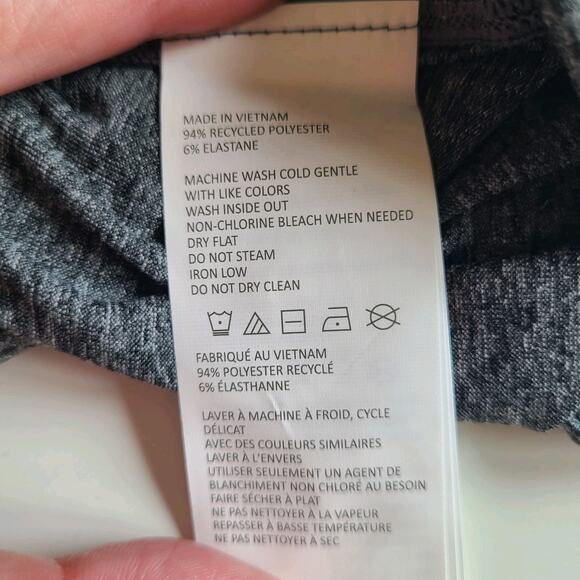 MADE IN VIETNAM
94% RECYCLED POLYESTER
6% ELASTANE
MACHINE WASH COLD GENTLE
WITH LIKE COLORS
WASH INSIDE OUT
NON-CHLORINE BLEACH WHEN NEEDED
DRY FLAT
DO NOT STEAM
IRON LOW
DO NOT DRY CLEAN
FABRIQUÉ AU VIETNAM
94% POLYESTER RECYCLÉ
6% ÉLASTHANNE
LAVER À MACHINE À FROID, CYCLE
DÉLICAT
AVEC DES COULEURS SIMILAIRES
LAVER À L'ENVERS
UTILISER SEULEMENT UN AGENT DE
BLANCHIMENT NON CHLORÉ AU BESOIN
FAIRE SÉCHER À PLAT
NE PAS NETTOYER À LA VAPEUR
REPASSER À BASSE TEMPÉRATURE
NE PAS NETTOYER À SEC